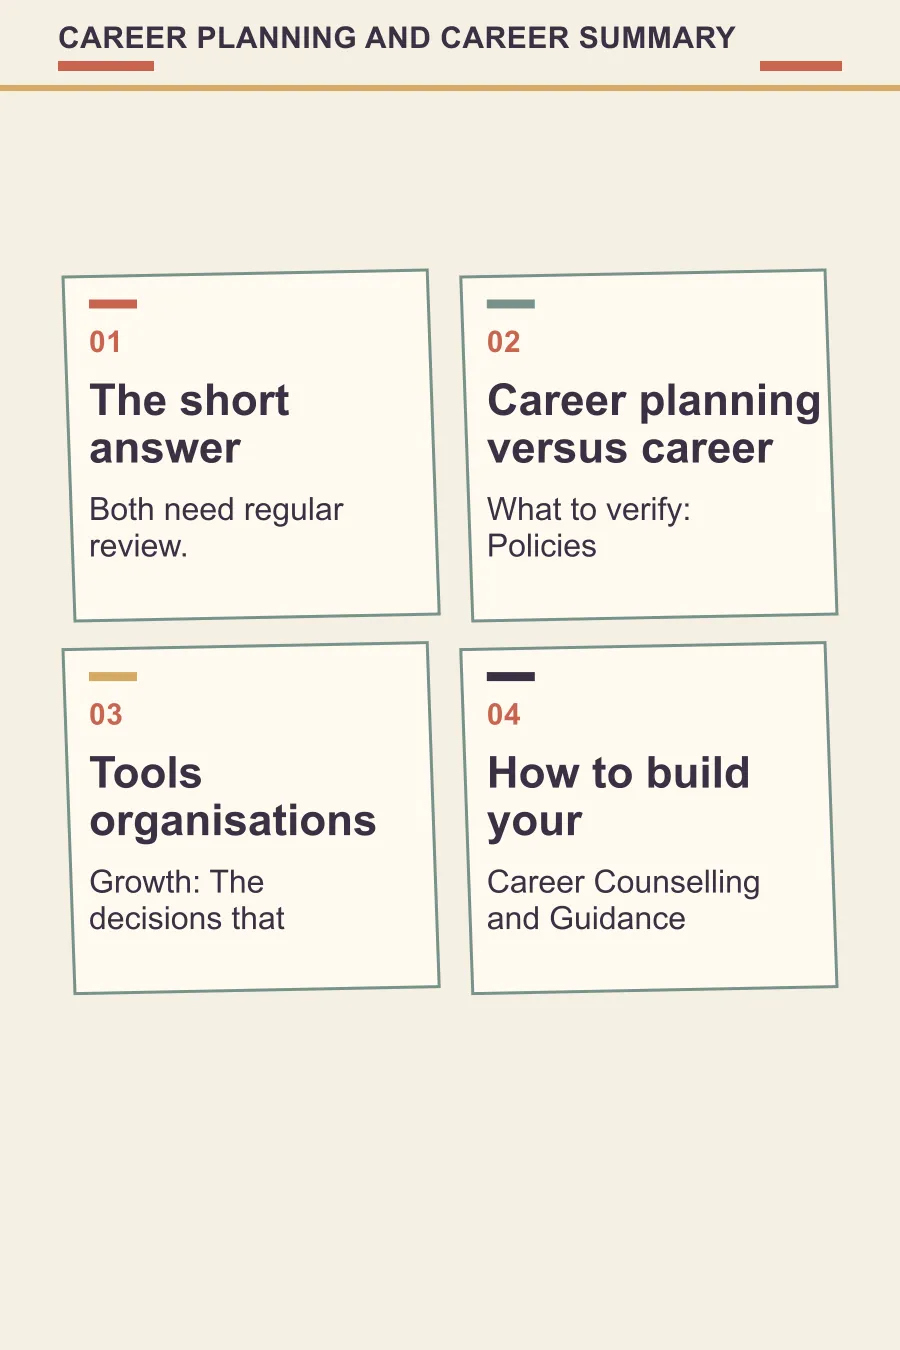 CAREER PLANNING AND CAREER SUMMARY
01
The short
answer
Both need regular
review.
02
Career planning
versus career
What to verify:
Policies
03
Tools
organisations
Growth: The
decisions that
04
How to build
your
Career Counselling
and Guidance